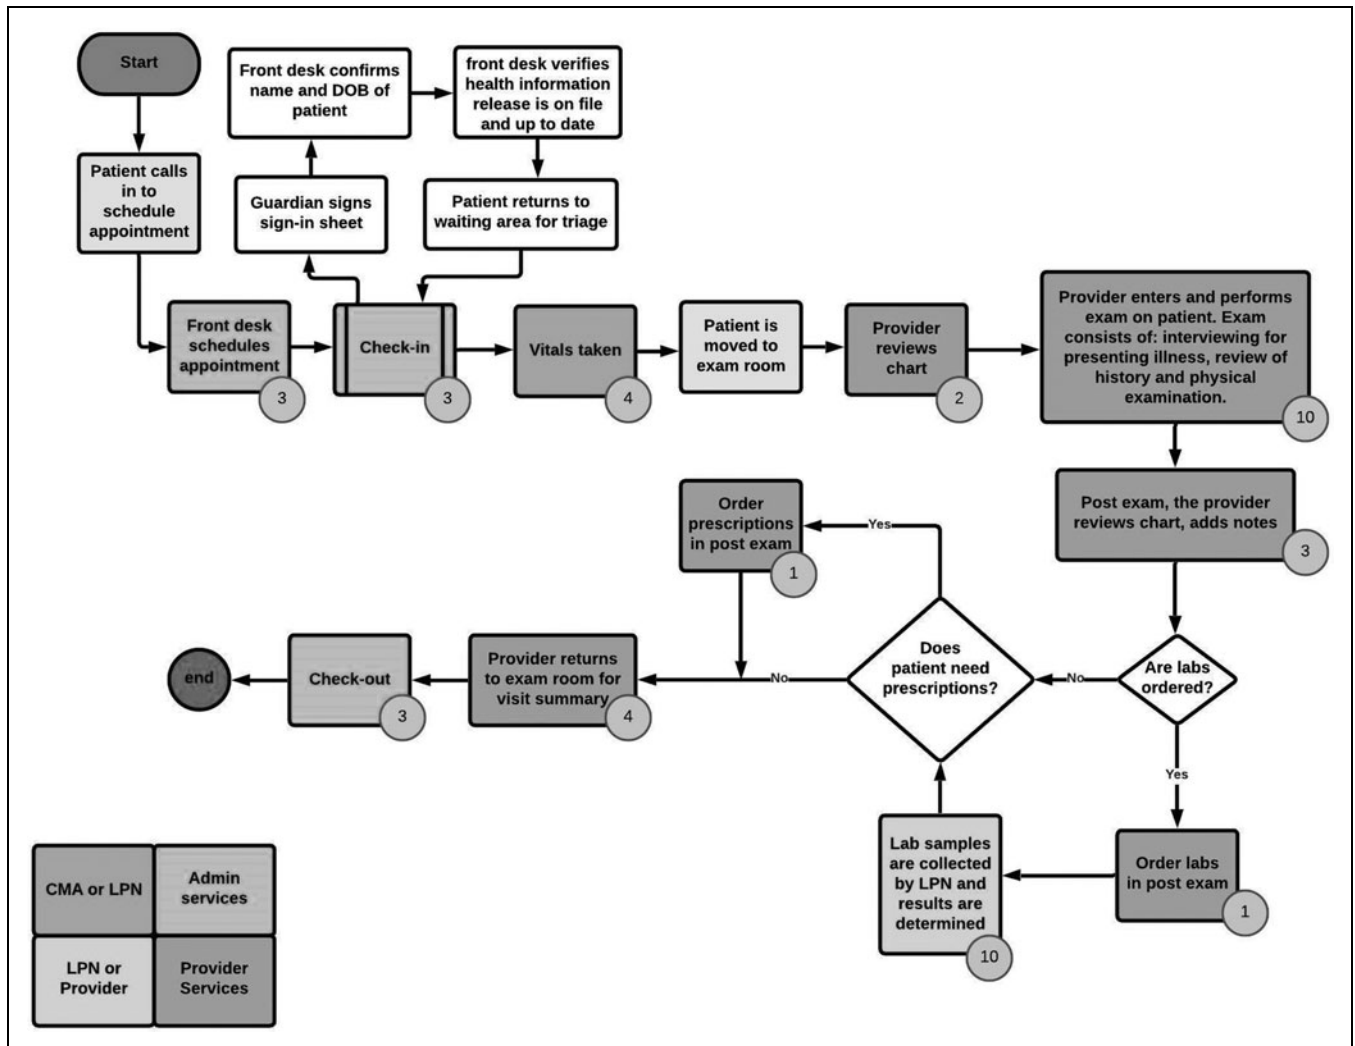 Start
Patient calls
in to
schedule
appointment
Front desk
schedules
appointment
3
Check-in
3
Guardian signs
sign-in sheet
Front desk confirms
name and DOB of
patient
front desk verifies
health information
release is on file
and up to date
Patient returns to
waiting area for triage
Vitals taken
4
Patient is
moved to
exam room
Provider
reviews
chart
2
Provider enters and performs
exam on patient. Exam
consists of: interviewing for
presenting illness, review of
history and physical
examination.
10
Post exam, the provider
reviews chart, adds notes
3
Are labs
ordered?
No
Yes
Order labs
in post exam
1
Lab samples
are collected
by LPN and
results are
determined
10
Does
patient need
prescriptions?
Yes
Order
prescriptions
in post exam
1
No
Provider returns
to exam room for
visit summary
4
Check-out
3
end
CMA or LPN
Admin
services
LPN or
Provider
Provider
Services